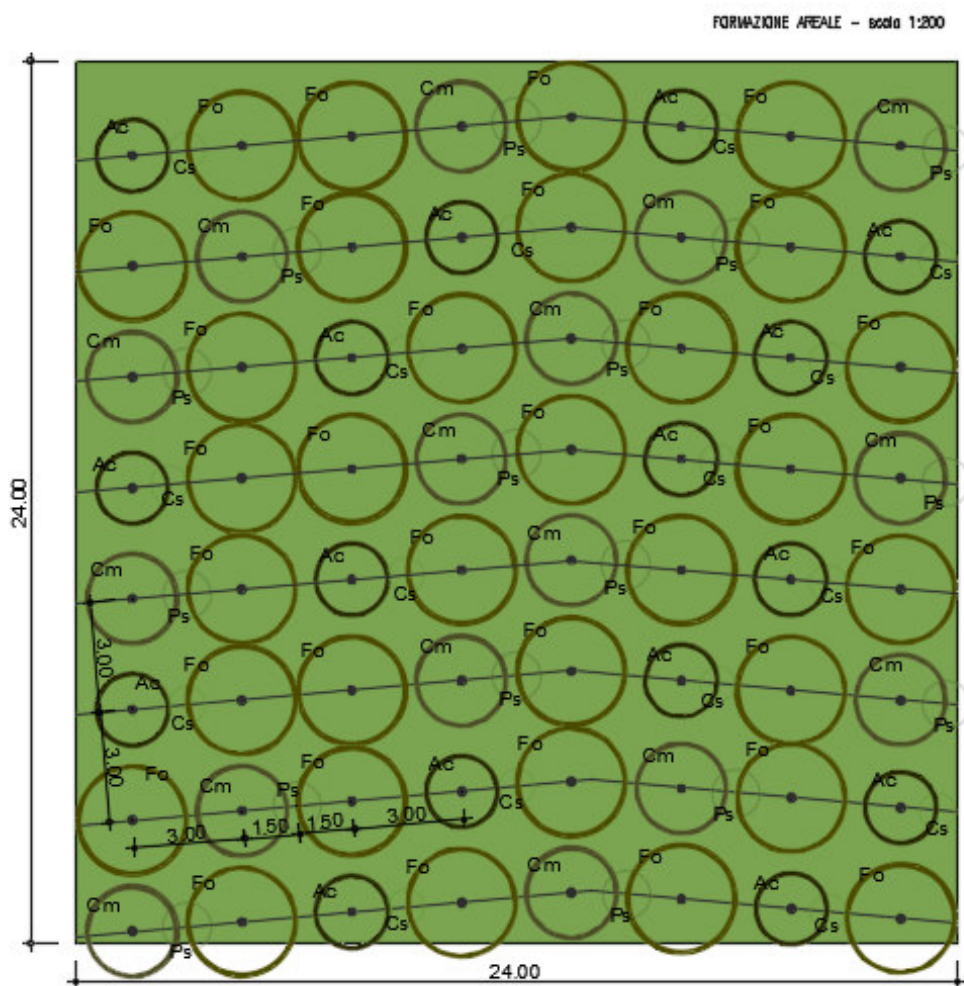 FORMAZIONE AREALE – scala 1:200
Ac Cs Fo Fo Cm Ps Fo Ac Cs Fo Cm Ps
Fo Cm Ps Fo Ac Cs Fo Cm Ps Fo Ac Cs
Cm Ps Fo Ac Cs Fo Cm Ps Fo Ac Cs Fo
Ac Cs Fo Fo Cm Ps Fo Ac Cs Fo Cm Ps
24.00
Cm Ps Fo Ac Cs Fo Cm Ps Fo Ac Cs Fo
3.00
Ac Cs Fo Fo Cm Ps Fo Ac Cs Fo Cm Ps
3.00
Fo Cm Ps Fo Ac Cs Fo Cm Ps Fo Ac Cs
3.00 1.50 1.50 3.00
Cm Ps Fo Ac Cs Fo Cm Ps Fo Ac Cs Fo
24.00